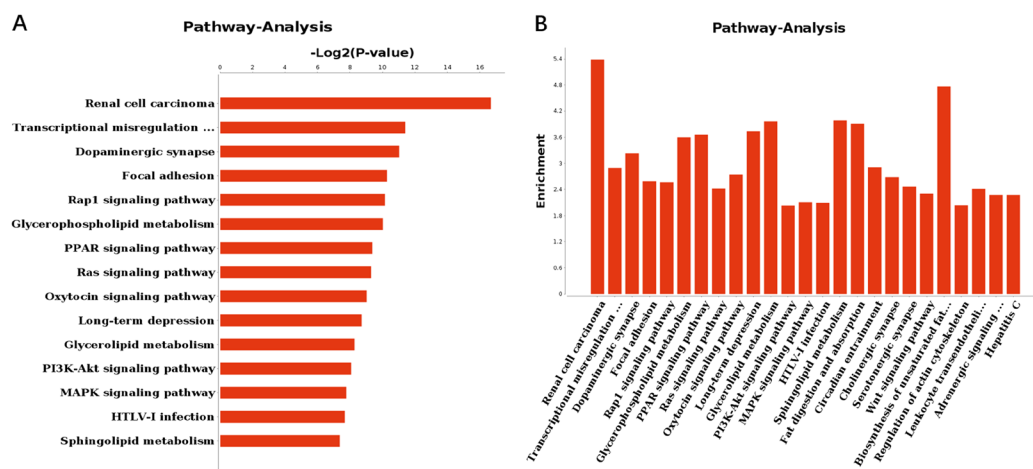 A
Pathway-Analysis
-Log2(P-value)
0 2 4 6 8 10 12 14 16
Renal cell carcinoma
Transcriptional misregulation ...
Dopaminergic synapse
Focal adhesion
Rap1 signaling pathway
Glycerophospholipid metabolism
PPAR signaling pathway
Ras signaling pathway
Oxytocin signaling pathway
Long-term depression
Glycerolipid metabolism
PI3K-Akt signaling pathway
MAPK signaling pathway
HTLV-I infection
Sphingolipid metabolism
B
Pathway-Analysis
Enrichment
5.4
4.8
4.2
3.6
3
2.4
1.8
1.2
0.6
0
Renal cell carcinoma
Transcriptional misregulation ...
Dopaminergic synapse
Focal adhesion
Rap1 signaling pathway
Glycerophospholipid metabolism
PPAR signaling pathway
Ras signaling pathway
Oxytocin signaling pathway
Long-term depression
Glycerolipid metabolism
PI3K-Akt signaling pathway
MAPK signaling pathway
HTLV-I infection
Sphingolipid metabolism
Fat digestion and absorption
Circadian entrainment
Cholinergic synapse
Serotonergic synapse
Wnt signaling pathway
Biosynthesis of unsaturated fat...
Regulation of actin cytoskeleton
Leukocyte transendotheli...
Adrenergic signaling ...
Hepatitis C